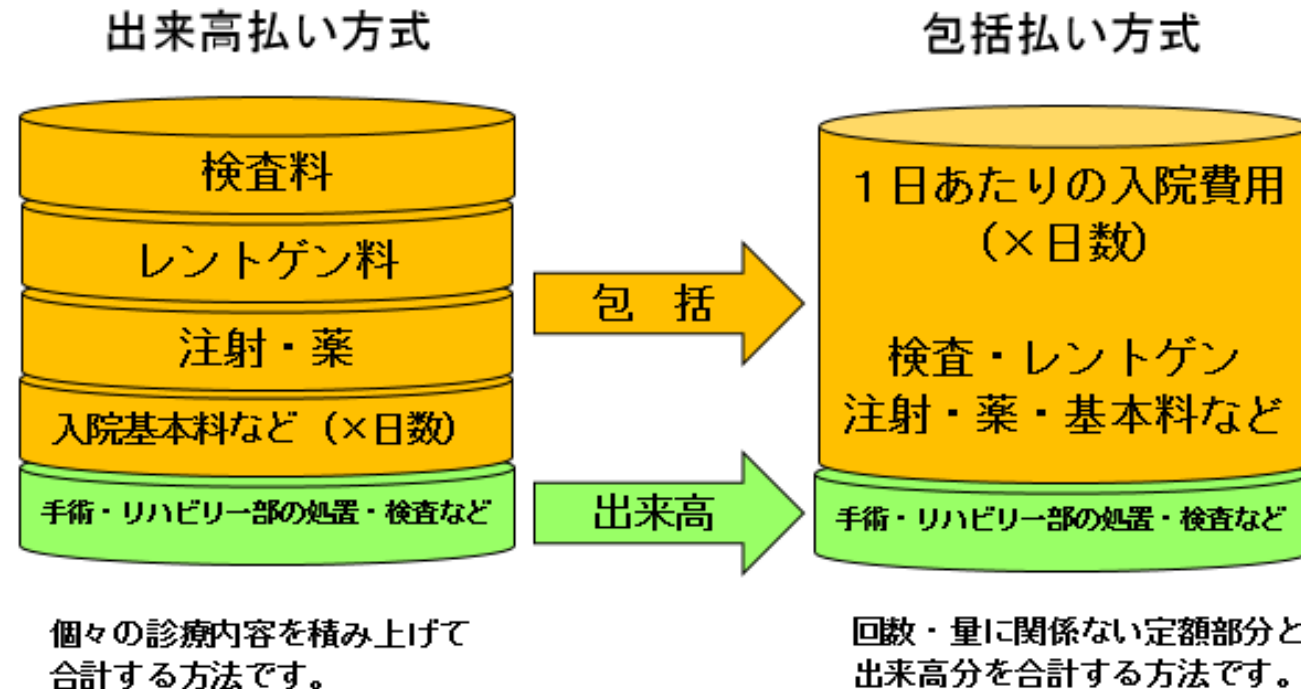 出来高払い方式
包括払い方式
検査料
レントゲン料
注射・薬
入院基本料など（×日数）
手術・リハビリ一部の処置・検査など
包　括
出来高
１日あたりの入院費用
（×日数）
検査・レントゲン
注射・薬・基本料など
手術・リハビリ一部の処置・検査など
個々の診療内容を積み上げて
合計する方法です。
回数・量に関係ない定額部分と
出来高分を合計する方法です。